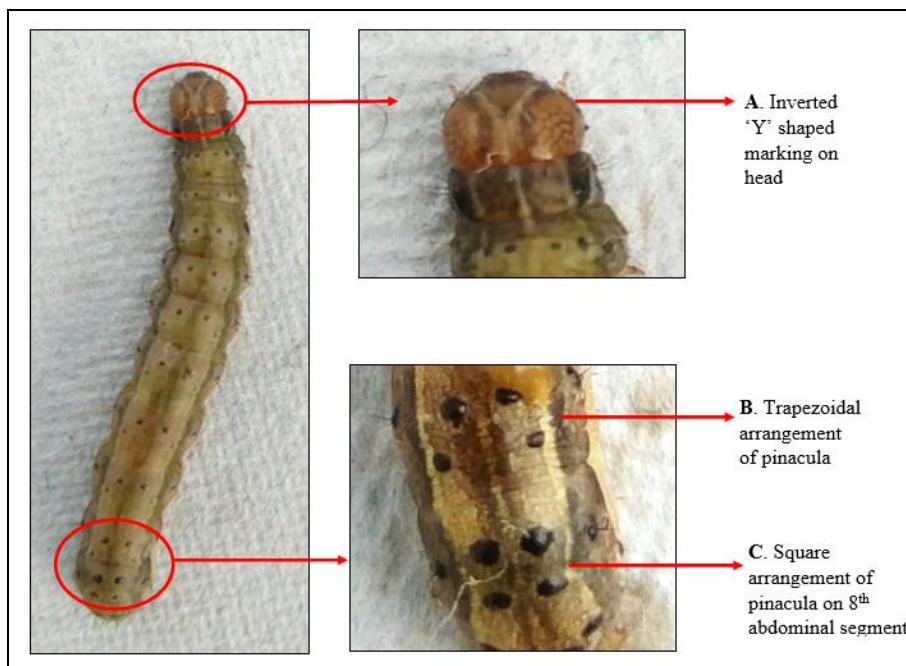 A. Inverted
‘Y’ shaped
marking on
head
B. Trapezoidal
arrangement
of pinacula
C. Square
arrangement of
pinacula on 8th
abdominal segment